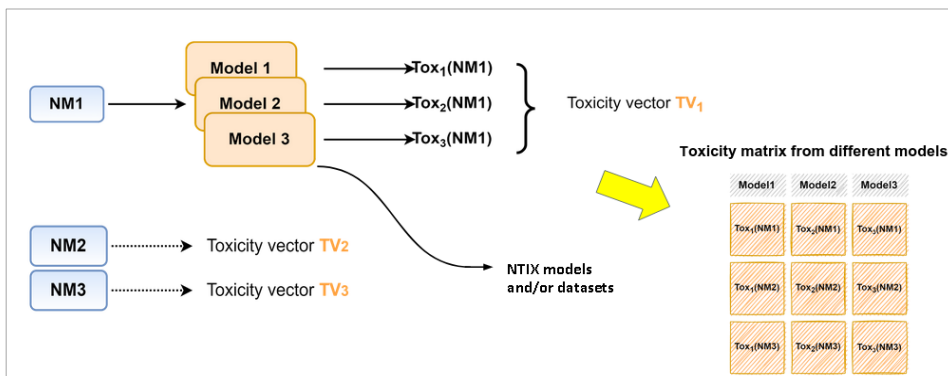 NM1
Model 1
Model 2
Model 3
Tox₁(NM1)
Tox₂(NM1)
Tox₃(NM1)
Toxicity vector TV₁
NM2
Toxicity vector TV₂
NM3
Toxicity vector TV₃
NTIX models
and/or datasets
Toxicity matrix from different models
Model1 Model2 Model3
Tox₁(NM1) Tox₂(NM1) Tox₃(NM1)
Tox₁(NM2) Tox₂(NM2) Tox₃(NM2)
Tox₁(NM3) Tox₂(NM3) Tox₃(NM3)